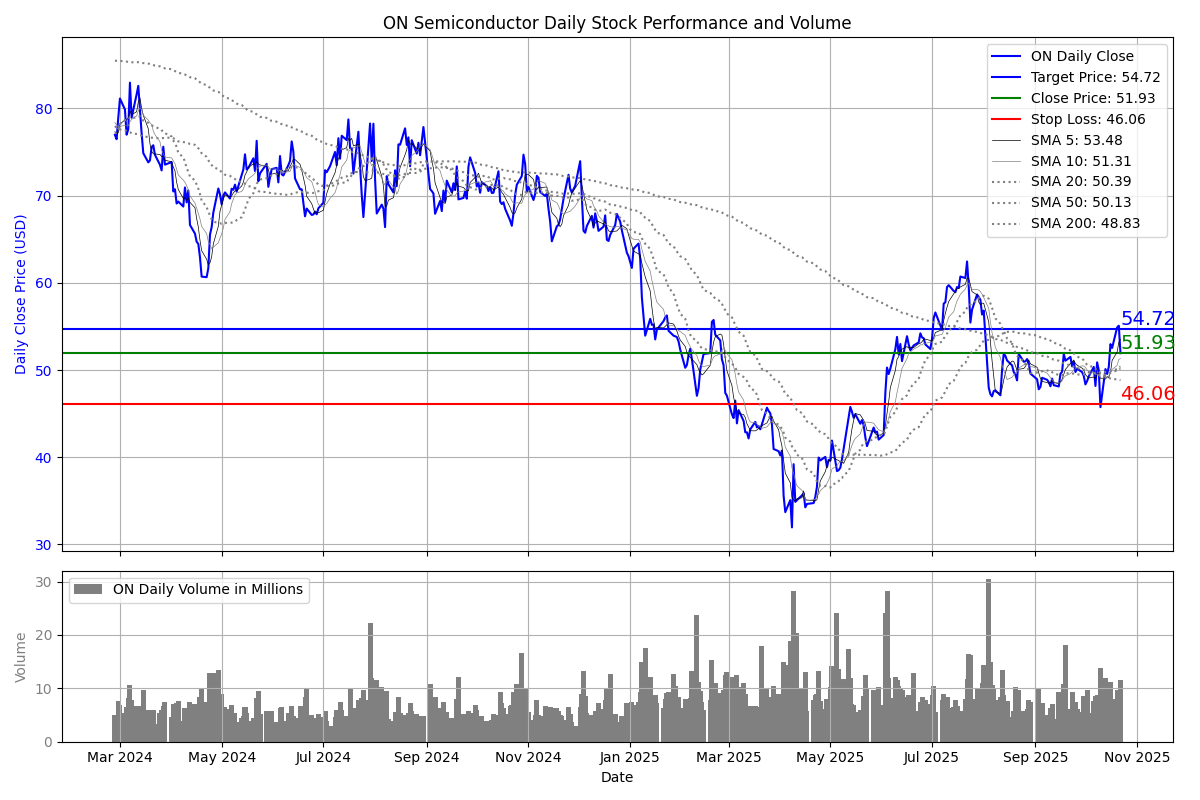 ON Semiconductor Daily Stock Performance and Volume
Daily Close Price (USD)
80
70
60
50
40
30
ON Daily Close
Target Price: 54.72
Close Price: 51.93
Stop Loss: 46.06
SMA 5: 53.48
SMA 10: 51.31
SMA 20: 50.39
SMA 50: 50.13
SMA 200: 48.83
54.72
51.93
46.06
Volume
30
20
10
0
ON Daily Volume in Millions
Mar 2024 May 2024 Jul 2024 Sep 2024 Nov 2024 Jan 2025 Mar 2025 May 2025 Jul 2025 Sep 2025 Nov 2025
Date